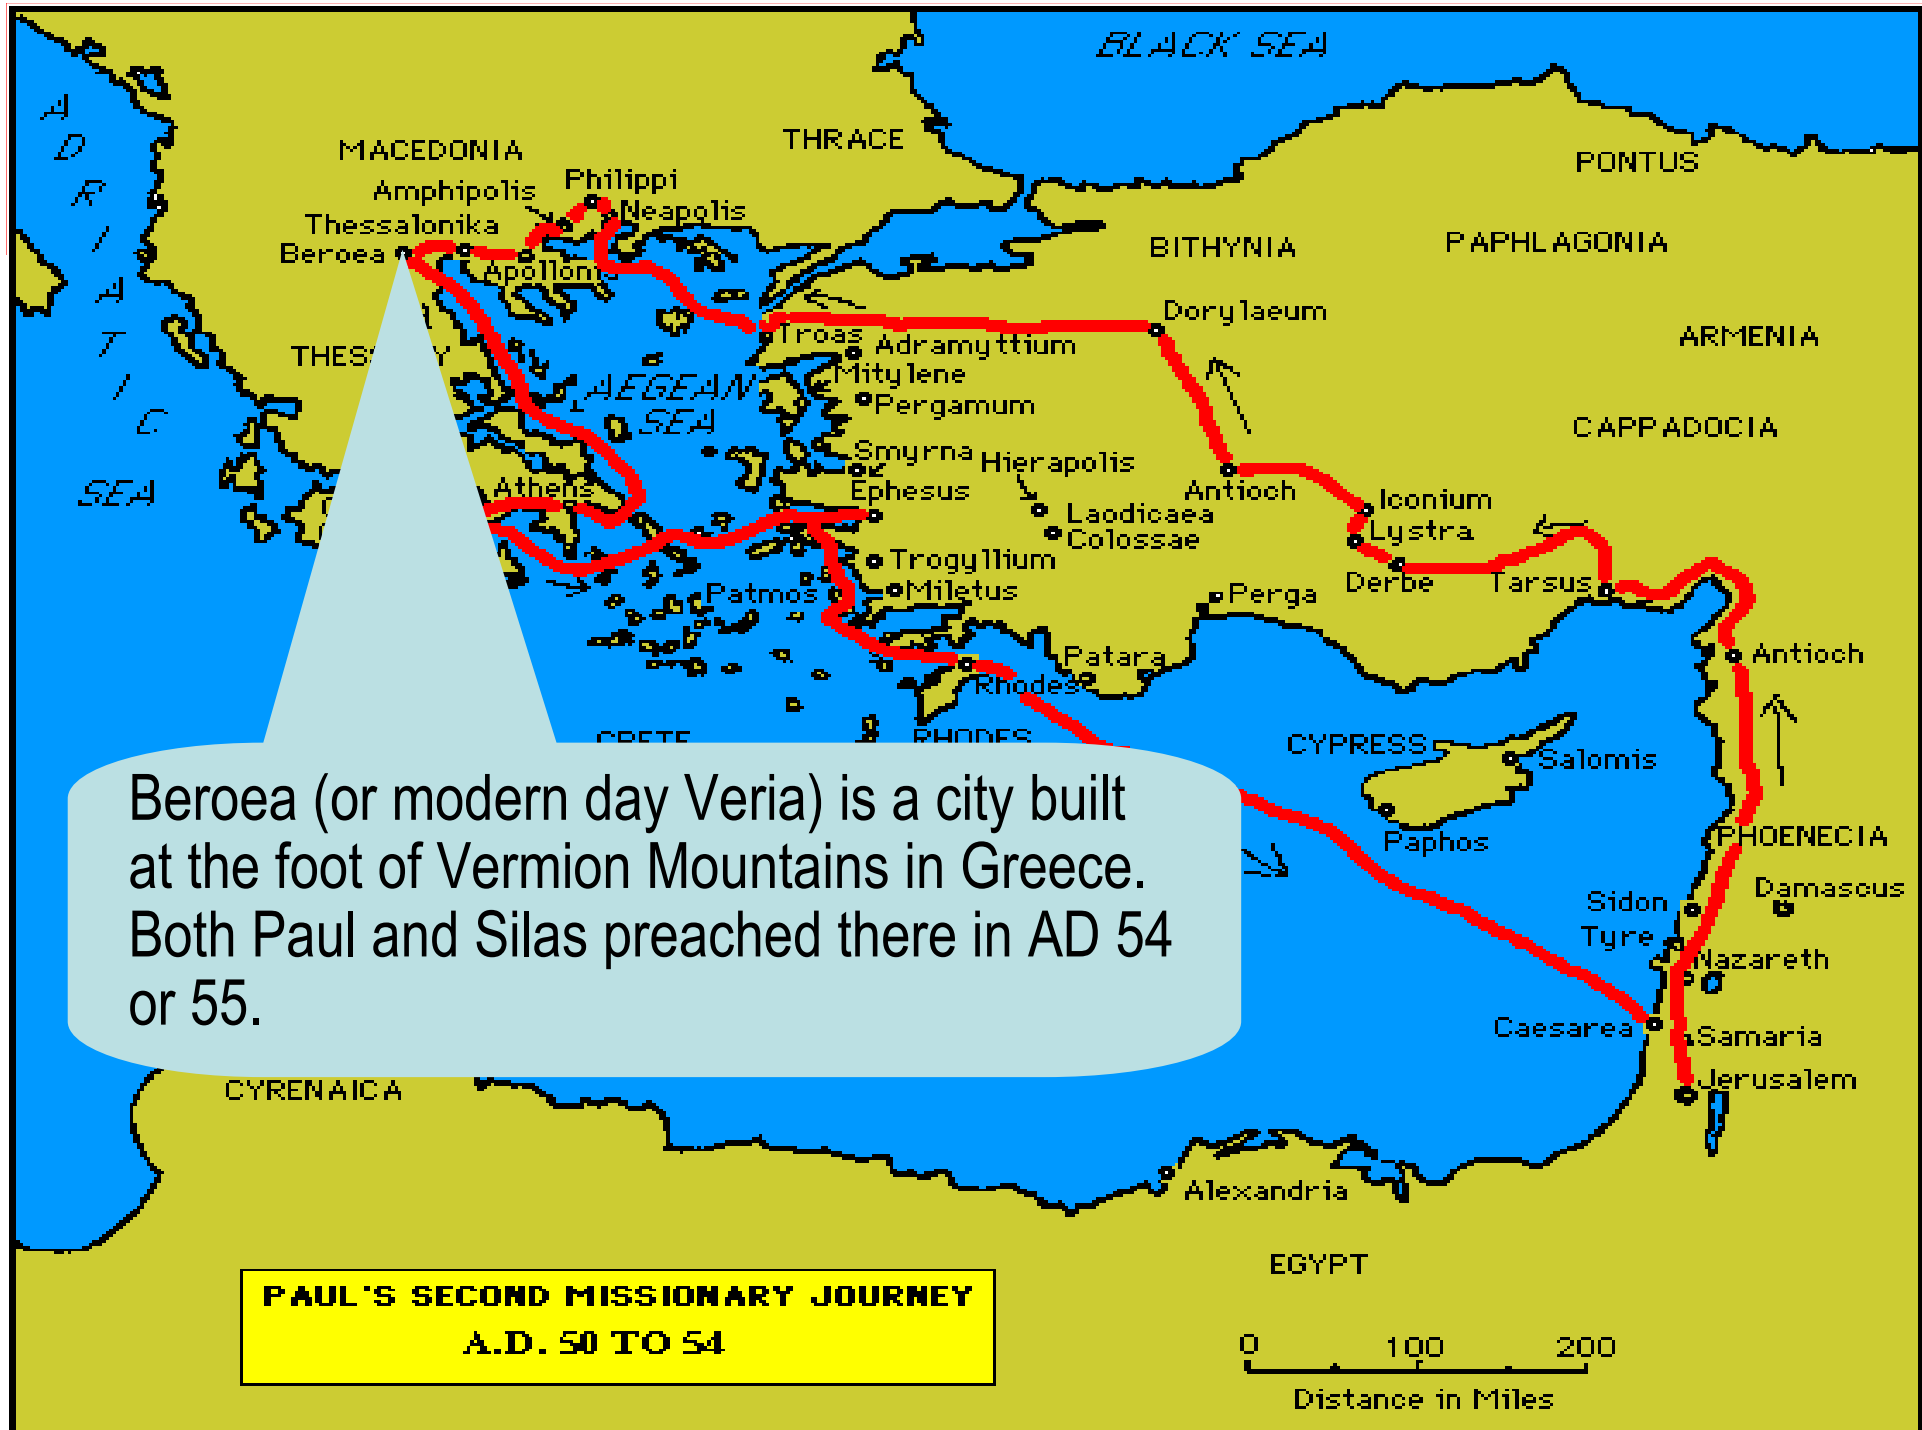 BLACK SEA
ADRIATIC
SEA
THRACE
MACEDONIA
PONTUS
Philippi
Amphipolis
Neapolis
Thessalonika
Beroea
Apollonia
BITHYNIA
PAPHLAGONIA
Dorylaeum
Troas
Adramyttium
ARMENIA
THES Y
Mitylene
AEGEAN
SEA
Pergamum
CAPPADOCIA
Smyrna
Hierapolis
Athens
Ephesus
Antioch
Iconium
Laodicaea
Lystra
Colossae
Trogyllium
Derbe
Tarsus
Patmos
Miletus
Perga
Patara
Antioch
Rhodes
CRETE
RHODES
CYPRESS
Salomis
Paphos
PHOENECIA
Damascus
Sidon
Tyre
Nazareth
Caesarea
Samaria
Jerusalem
Beroea (or modern day Veria) is a city built
at the foot of Vermion Mountains in Greece.
Both Paul and Silas preached there in AD 54
or 55.
CYRENAICA
Alexandria
EGYPT
PAUL'S SECOND MISSIONARY JOURNEY
A.D. 50 TO 54
0 100 200
Distance in Miles